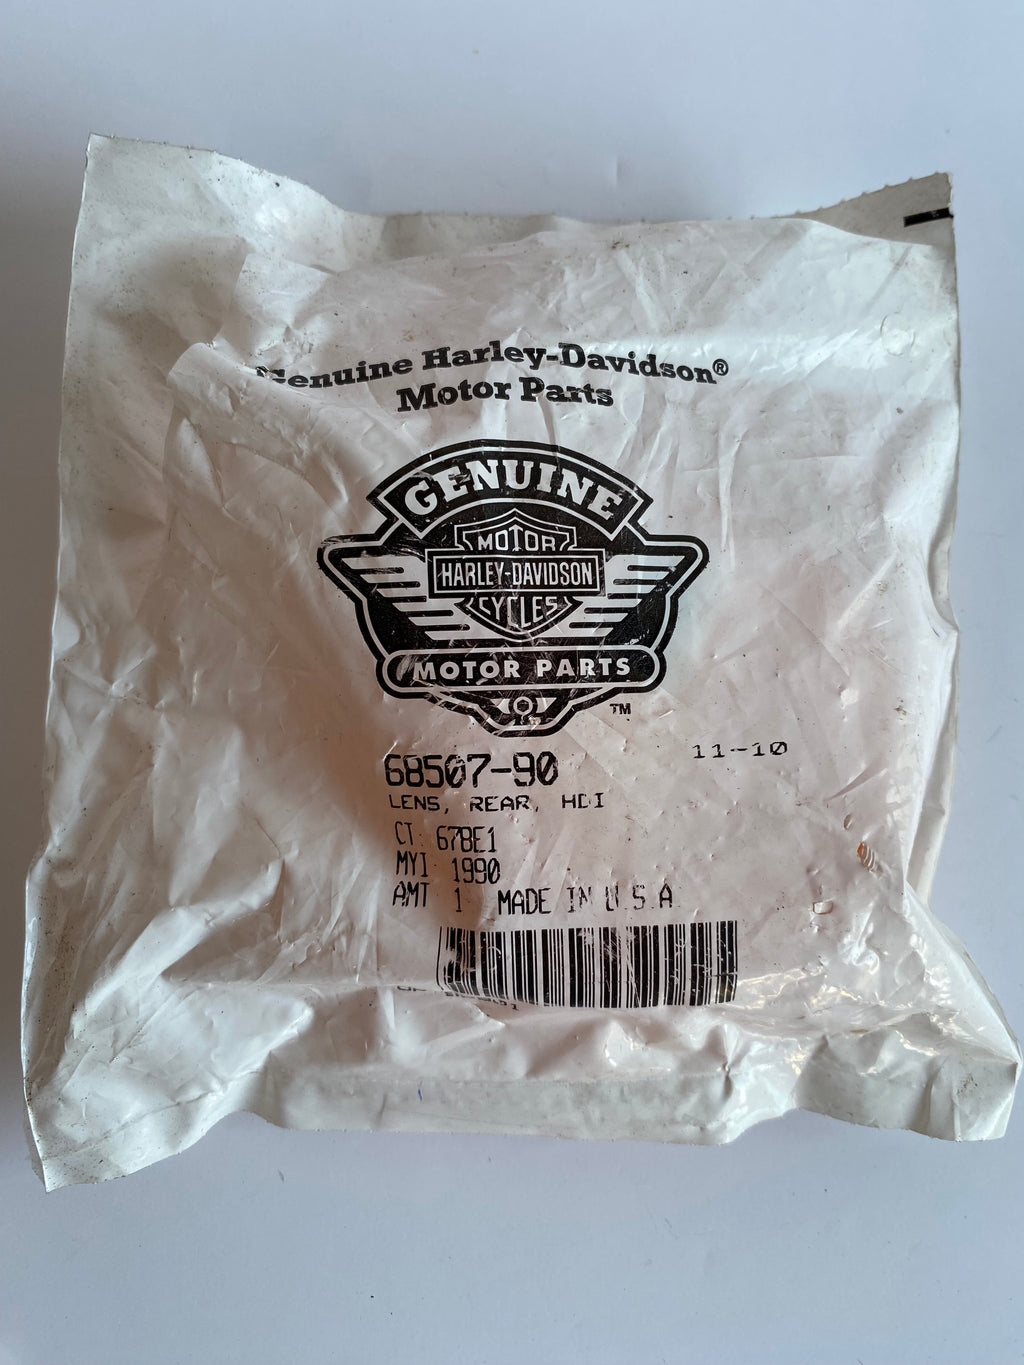 Genuine Harley-Davidson®
Motor Parts
GENUINE
MOTOR
HARLEY-DAVIDSON
CYCLES
MOTOR PARTS
TM
11-10
68507-90
LENS, REAR, HDI
CT: 67BE1
MYI 1990
AMT 1 MADE IN U.S.A.